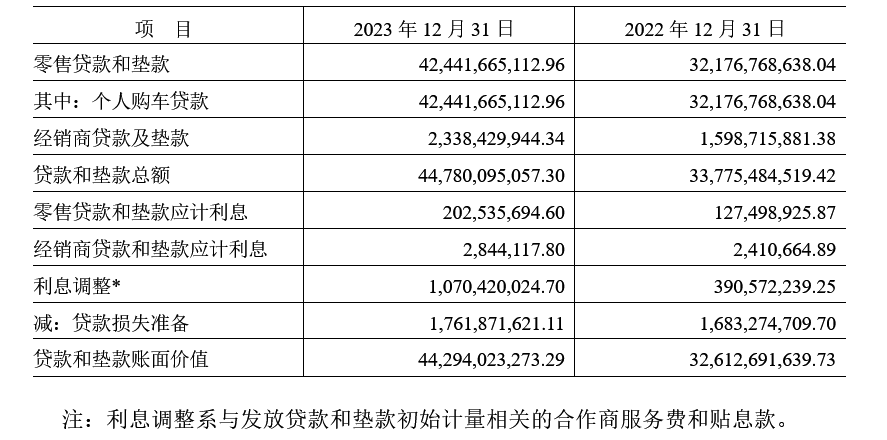 项 目 2023 年 12 月 31 日 2022 年 12 月 31 日
零售贷款和垫款 42,441,665,112.96 32,176,768,638.04
其中：个人购车贷款 42,441,665,112.96 32,176,768,638.04
经销商贷款及垫款 2,338,429,944.34 1,598,715,881.38
贷款和垫款总额 44,780,095,057.30 33,775,484,519.42
零售贷款和垫款应计利息 202,535,694.60 127,498,925.87
经销商贷款和垫款应计利息 2,844,117.80 2,410,664.89
利息调整* 1,070,420,024.70 390,572,239.25
减：贷款损失准备 1,761,871,621.11 1,683,274,709.70
贷款和垫款账面价值 44,294,023,273.29 32,612,691,639.73
注：利息调整系与发放贷款和垫款初始计量相关的合作商服务费和贴息款。